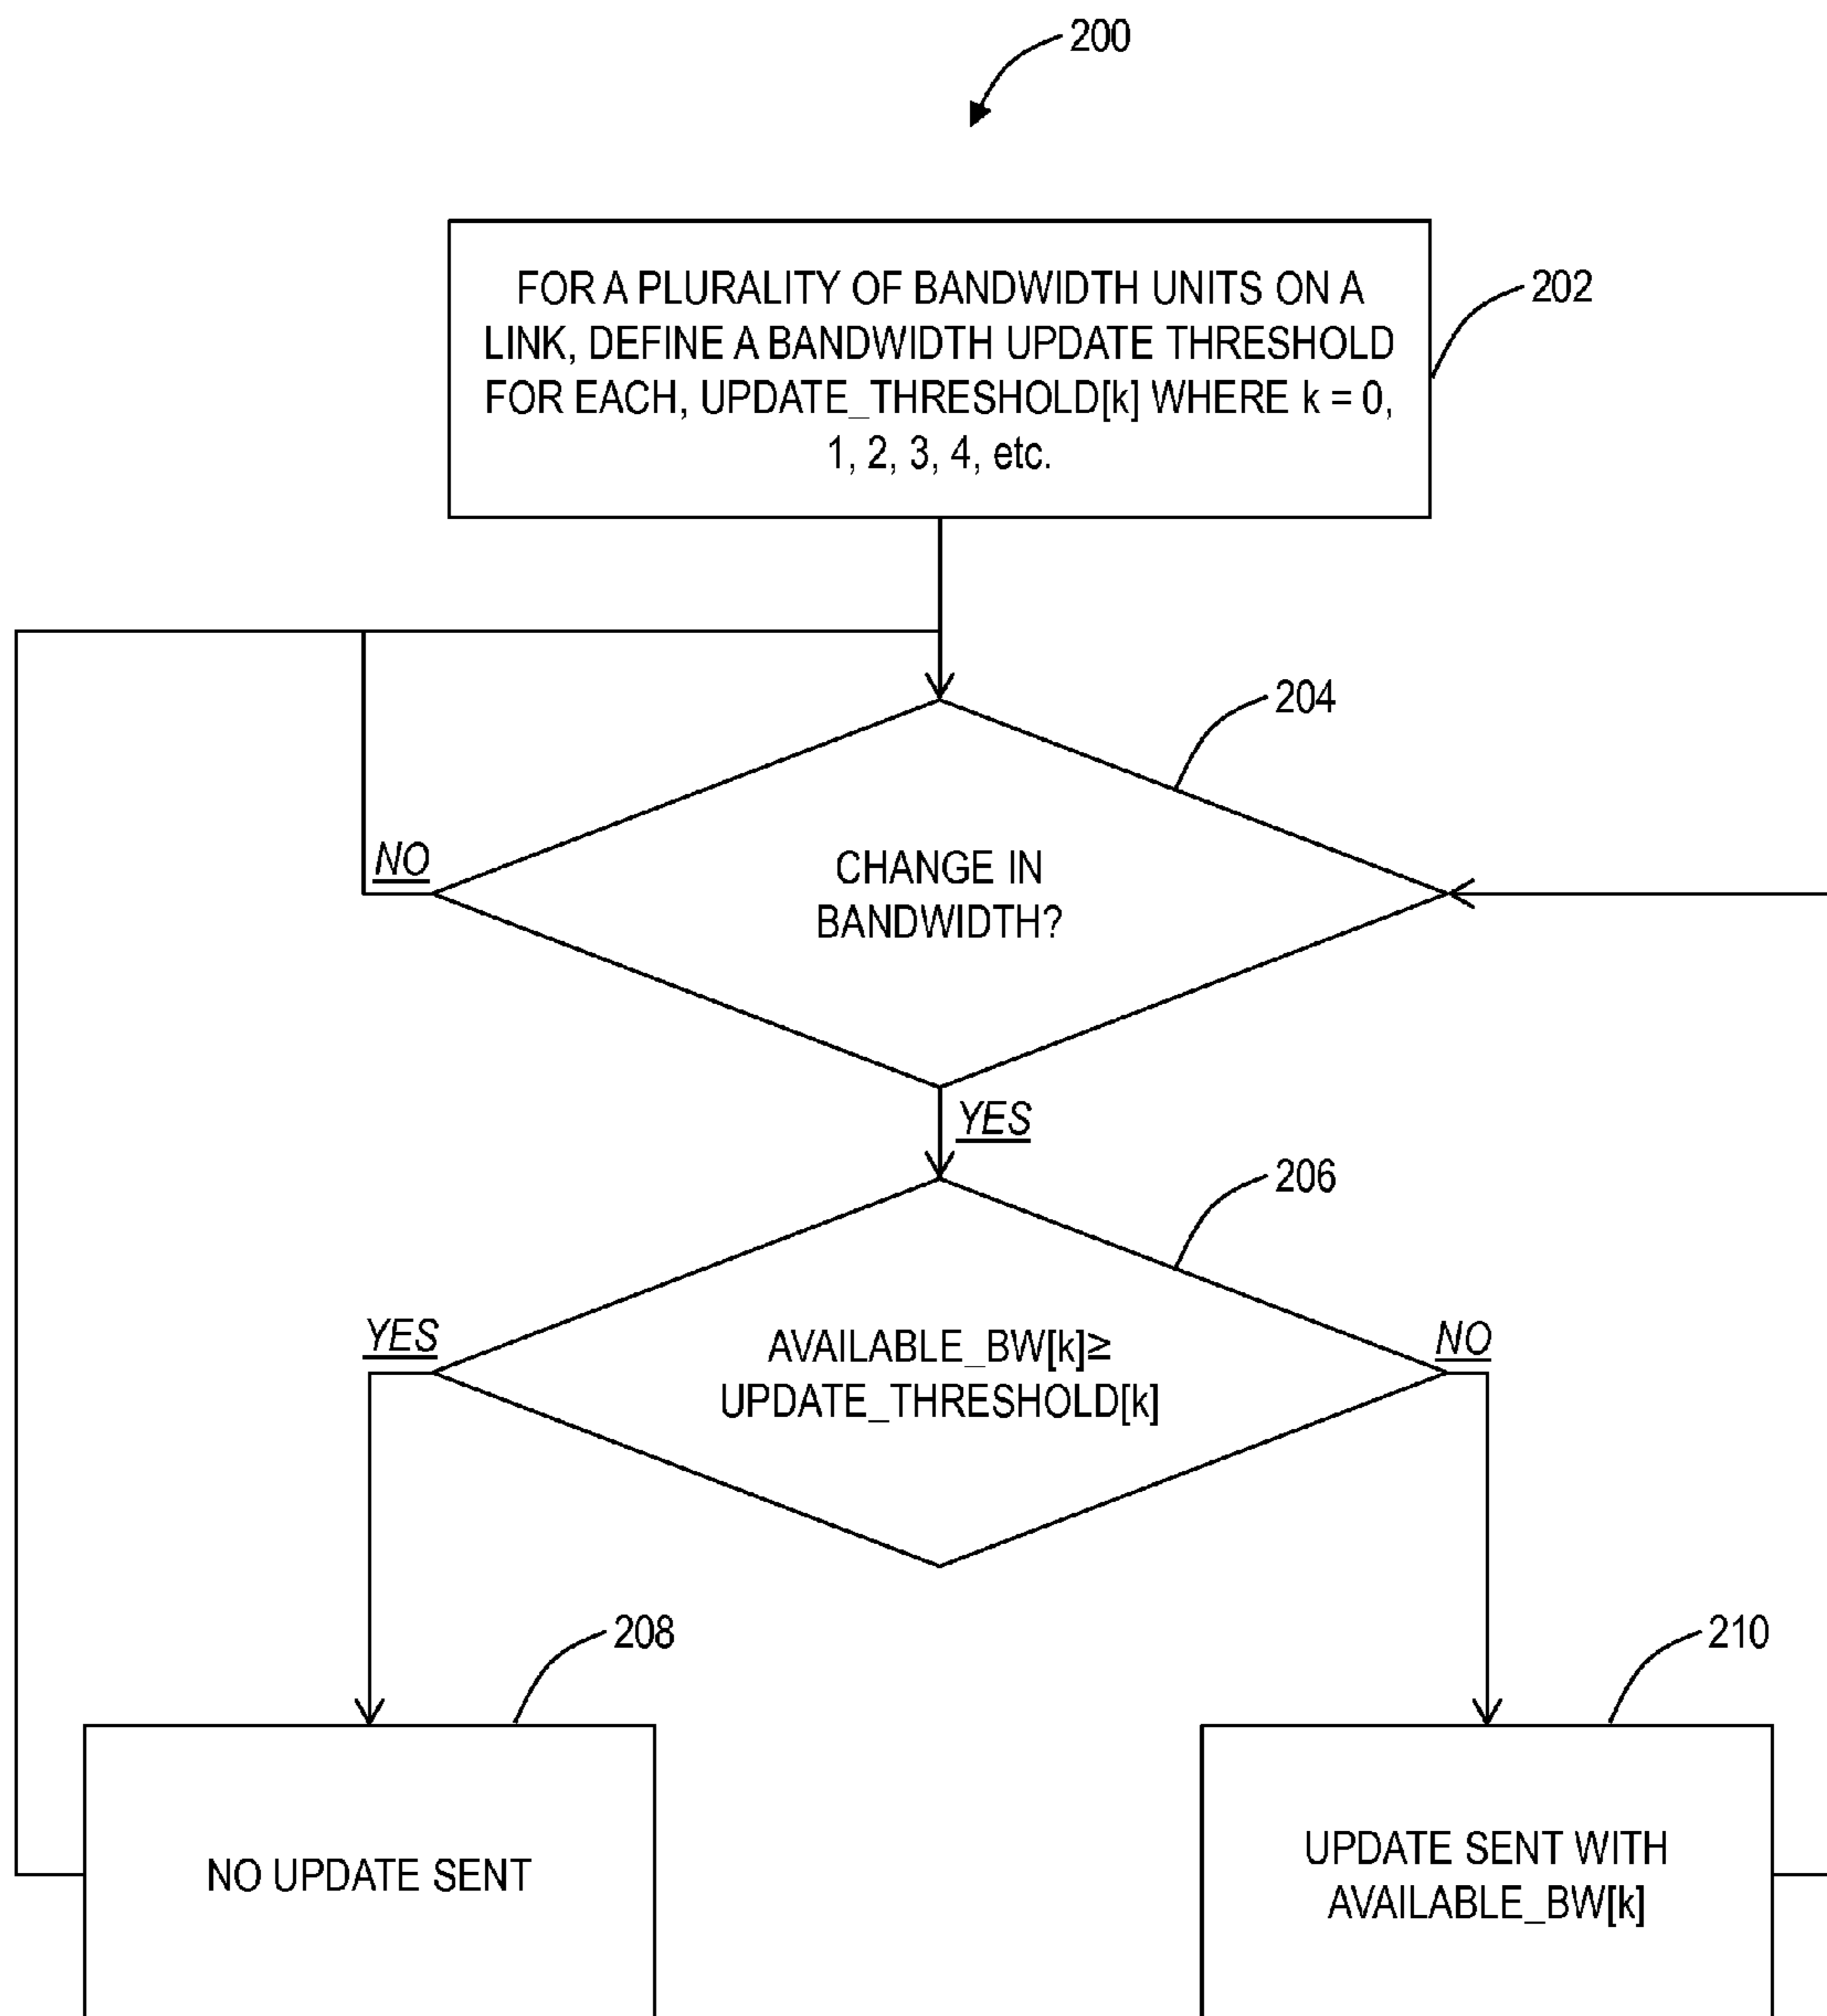 200
FOR A PLURALITY OF BANDWIDTH UNITS ON A
LINK, DEFINE A BANDWIDTH UPDATE THRESHOLD
FOR EACH, UPDATE_THRESHOLD[k] WHERE k = 0,
1, 2, 3, 4, etc.
202
204
NO
CHANGE IN
BANDWIDTH?
YES
206
YES
AVAILABLE_BW[k]≥
UPDATE_THRESHOLD[k]
NO
208
210
NO UPDATE SENT
UPDATE SENT WITH
AVAILABLE_BW[k]